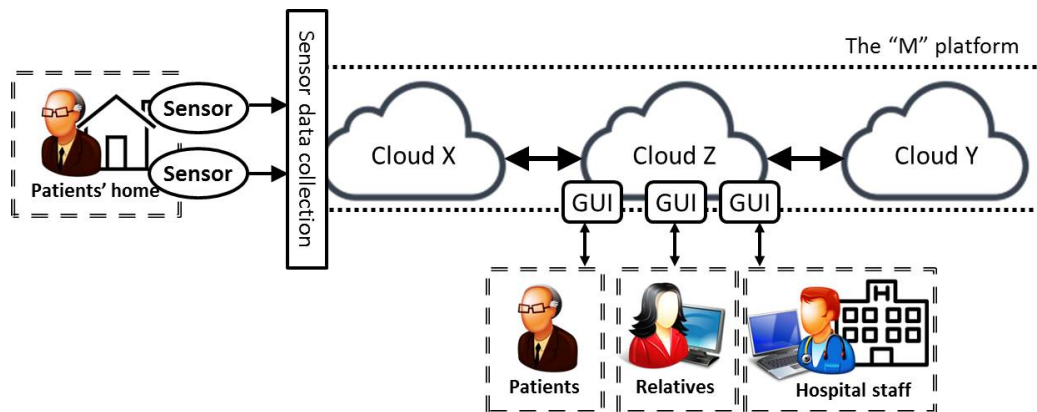 The “M” platform
Sensor
Sensor
Patients’ home
Sensor data collection
Cloud X
Cloud Z
Cloud Y
GUI
GUI
GUI
H
Patients
Relatives
Hospital staff